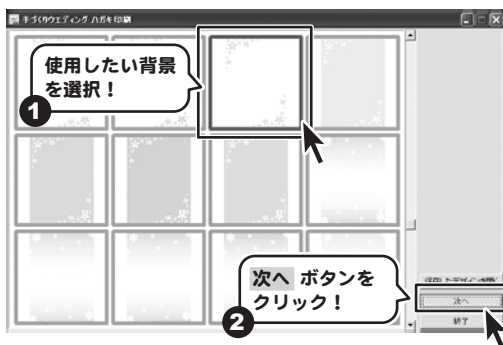 手づくりウエディング ハガキ印刷
使用したい背景
を選択！
1
次へ ボタンを
クリック！
2
次へ
終了